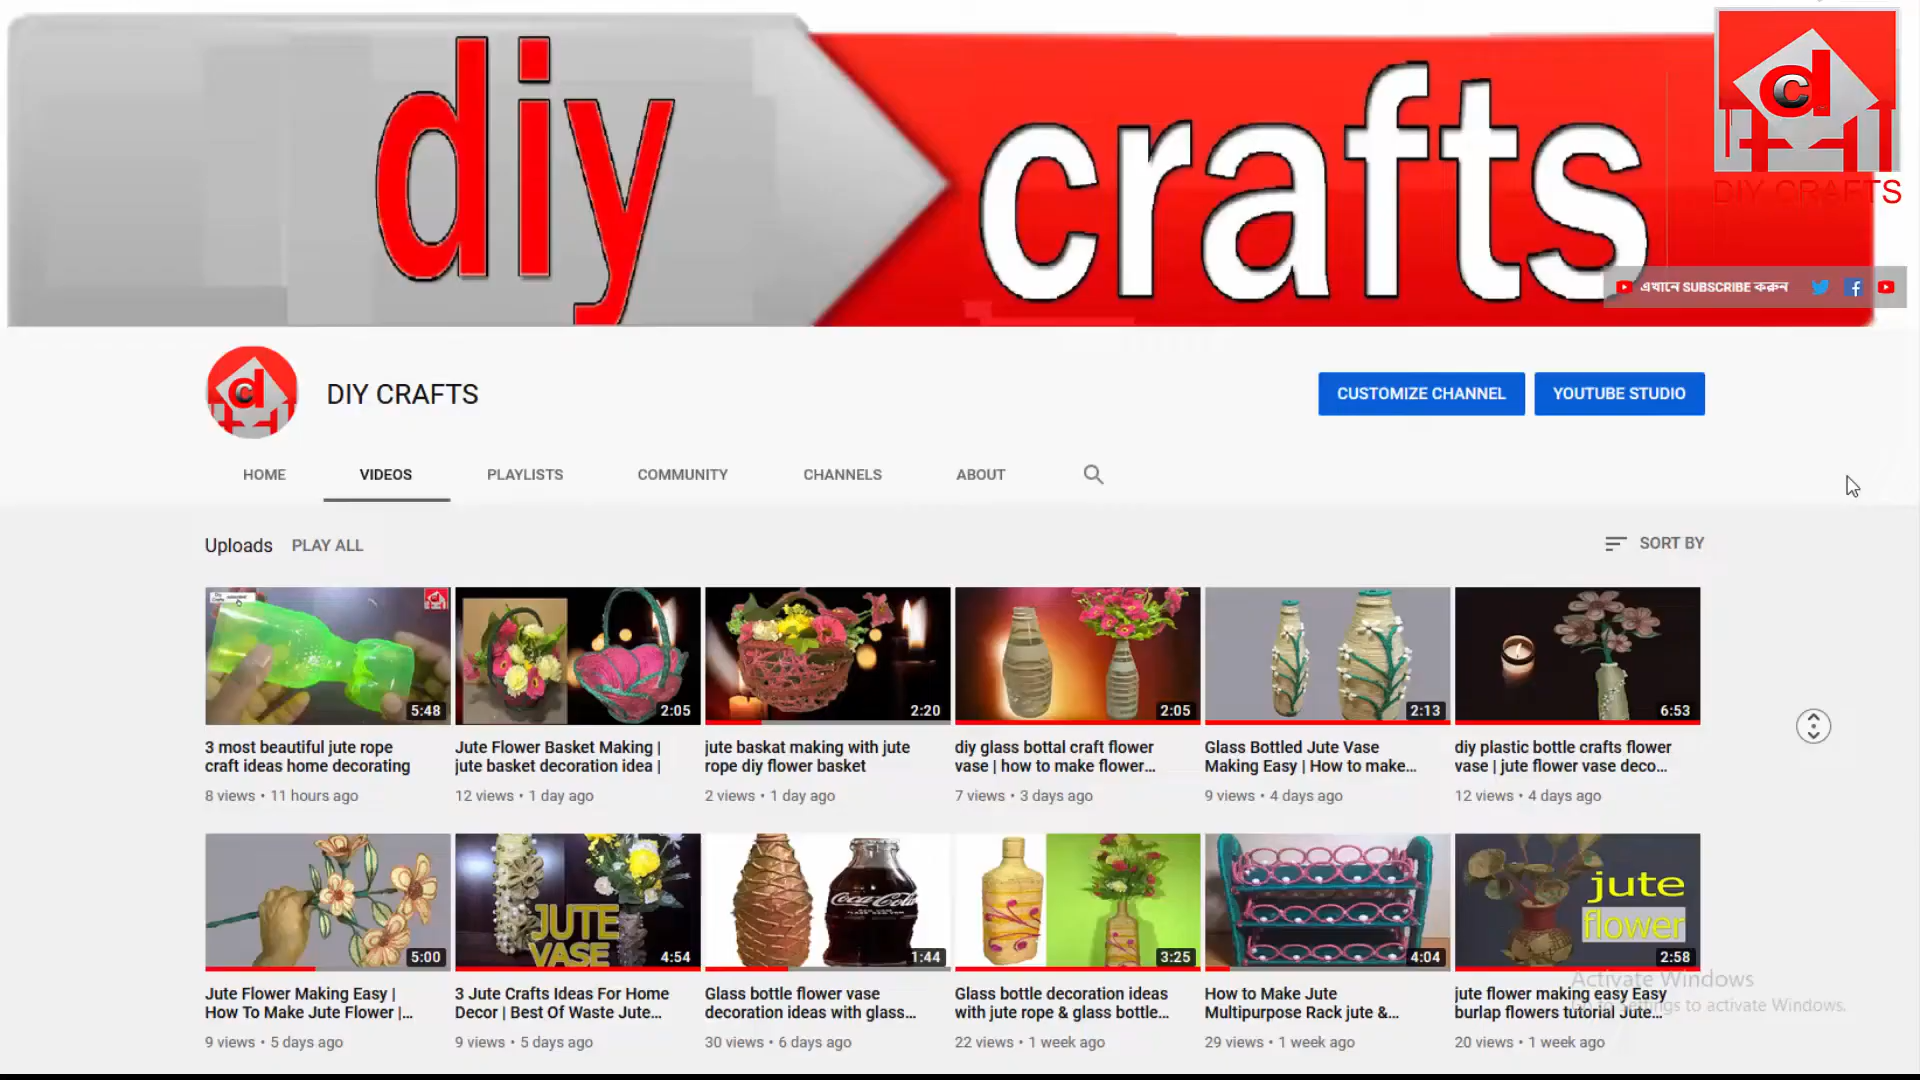 diy crafts
DIY CRAFTS
এখানে SUBSCRIBE করুন
DIY CRAFTS
CUSTOMIZE CHANNEL
YOUTUBE STUDIO
HOME
VIDEOS
PLAYLISTS
COMMUNITY
CHANNELS
ABOUT
Uploads
PLAY ALL
SORT BY
5:48
2:05
2:20
2:05
2:13
6:53
3 most beautiful jute rope
craft ideas home decorating
8 views • 11 hours ago
Jute Flower Basket Making |
jute basket decoration idea |
12 views • 1 day ago
jute baskat making with jute
rope diy flower basket
2 views • 1 day ago
diy glass bottal craft flower
vase | how to make flower...
7 views • 3 days ago
Glass Bottled Jute Vase
Making Easy | How to make...
9 views • 4 days ago
diy plastic bottle crafts flower
vase | jute flower vase deco...
12 views • 4 days ago
5:00
JUTE
VASE
4:54
Coca-Cola
1:44
3:25
4:04
jute
flower
2:58
Jute Flower Making Easy |
How To Make Jute Flower |...
9 views • 5 days ago
3 Jute Crafts Ideas For Home
Decor | Best Of Waste Jute...
9 views • 5 days ago
Glass bottle flower vase
decoration ideas with glass...
30 views • 6 days ago
Glass bottle decoration ideas
with jute rope & glass bottle...
22 views • 1 week ago
How to Make Jute
Multipurpose Rack jute &...
29 views • 1 week ago
jute flower making easy Easy
burlap flowers tutorial Jute...
20 views • 1 week ago
Activate Windows
Go to Settings to activate Windows.